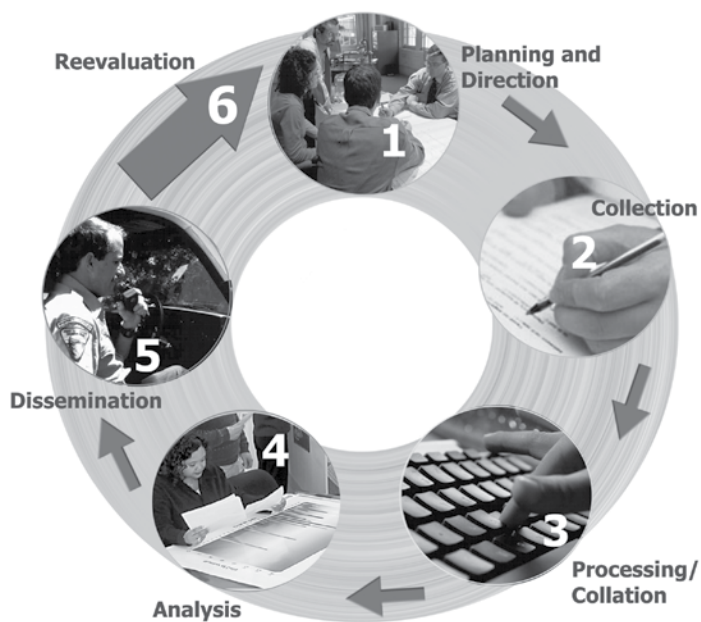 Planning and
Direction
1
Collection
2
Processing/
Collation
3
Analysis
4
Dissemination
5
Reevaluation
6